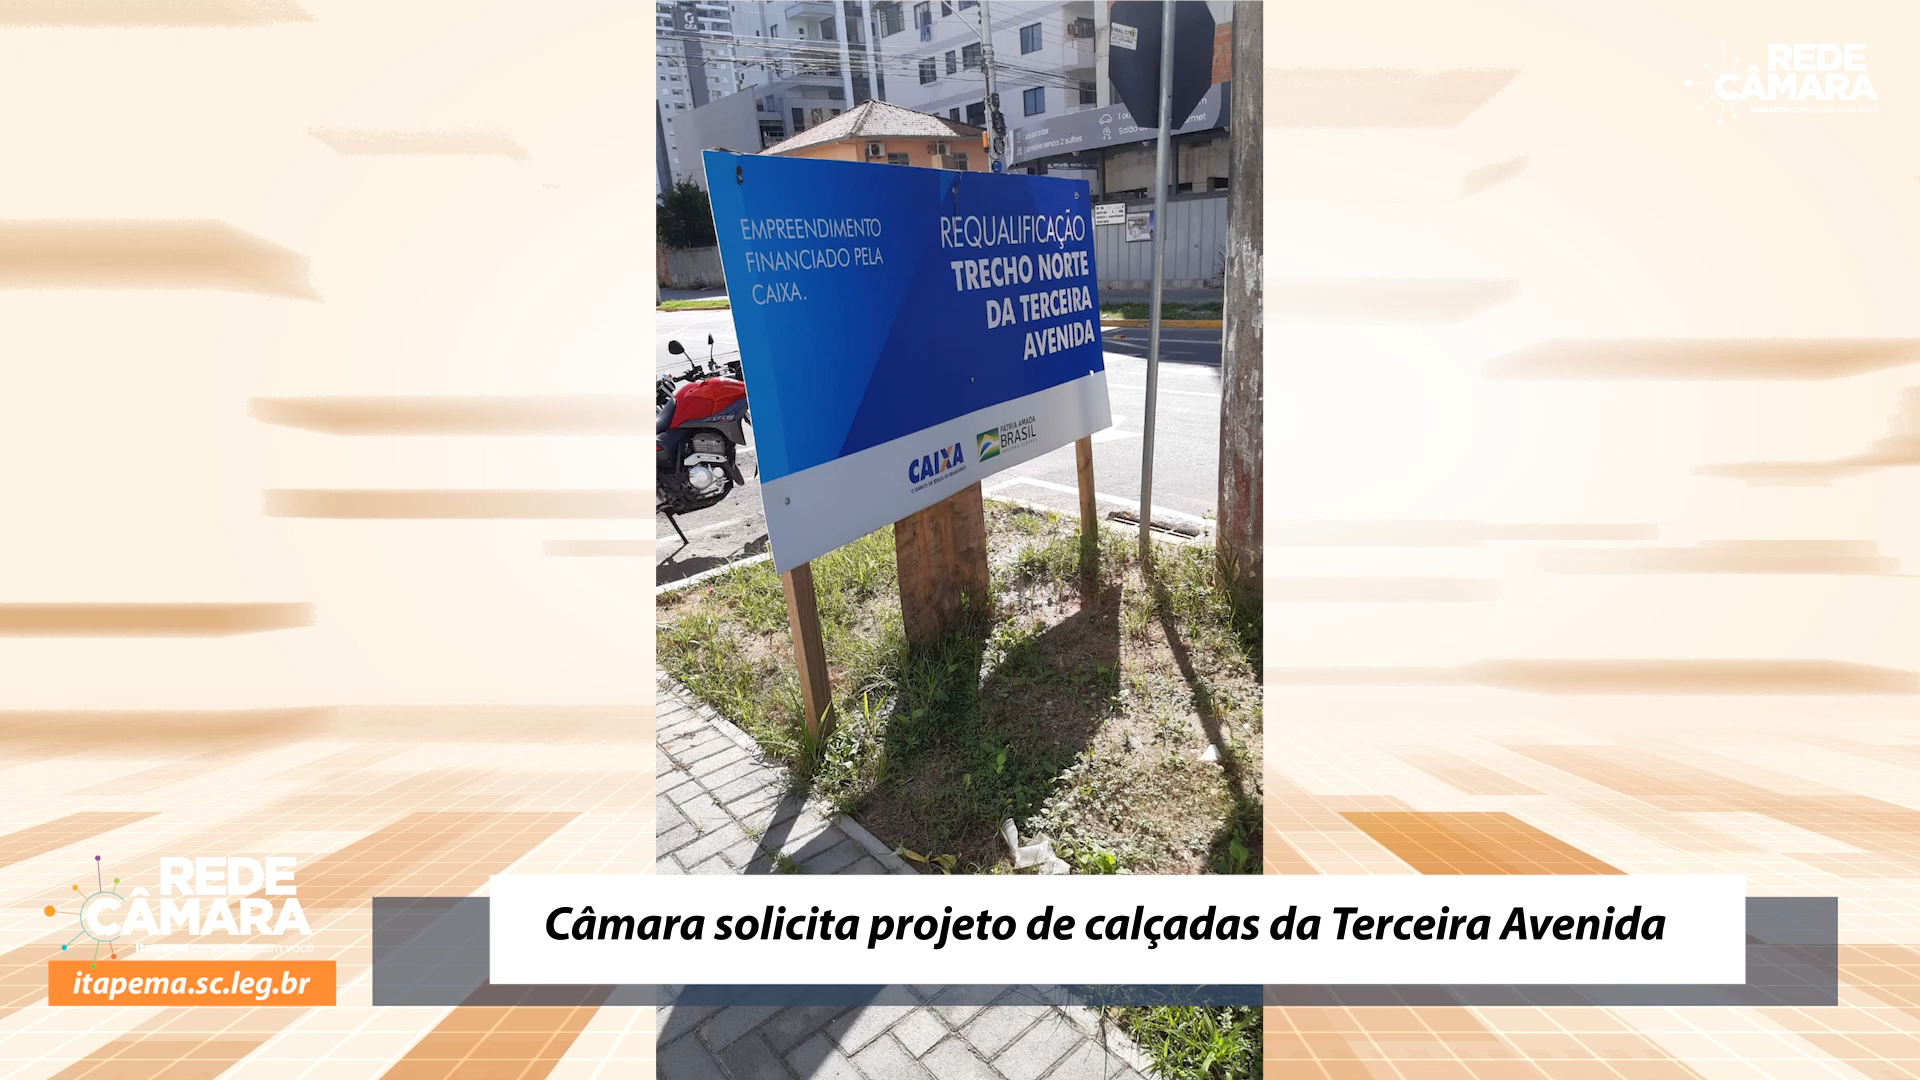 REDE
CÂMARA
GEA
EMPREENDIMENTO
FINANCIADO PELA
CAIXA.
REQUALIFICAÇÃO
TRECHO NORTE
DA TERCEIRA
AVENIDA
CAIXA
PÁTRIA AMADA
BRASIL
REDE
CÂMARA
itapema.sc.leg.br
Câmara solicita projeto de calçadas da Terceira Avenida